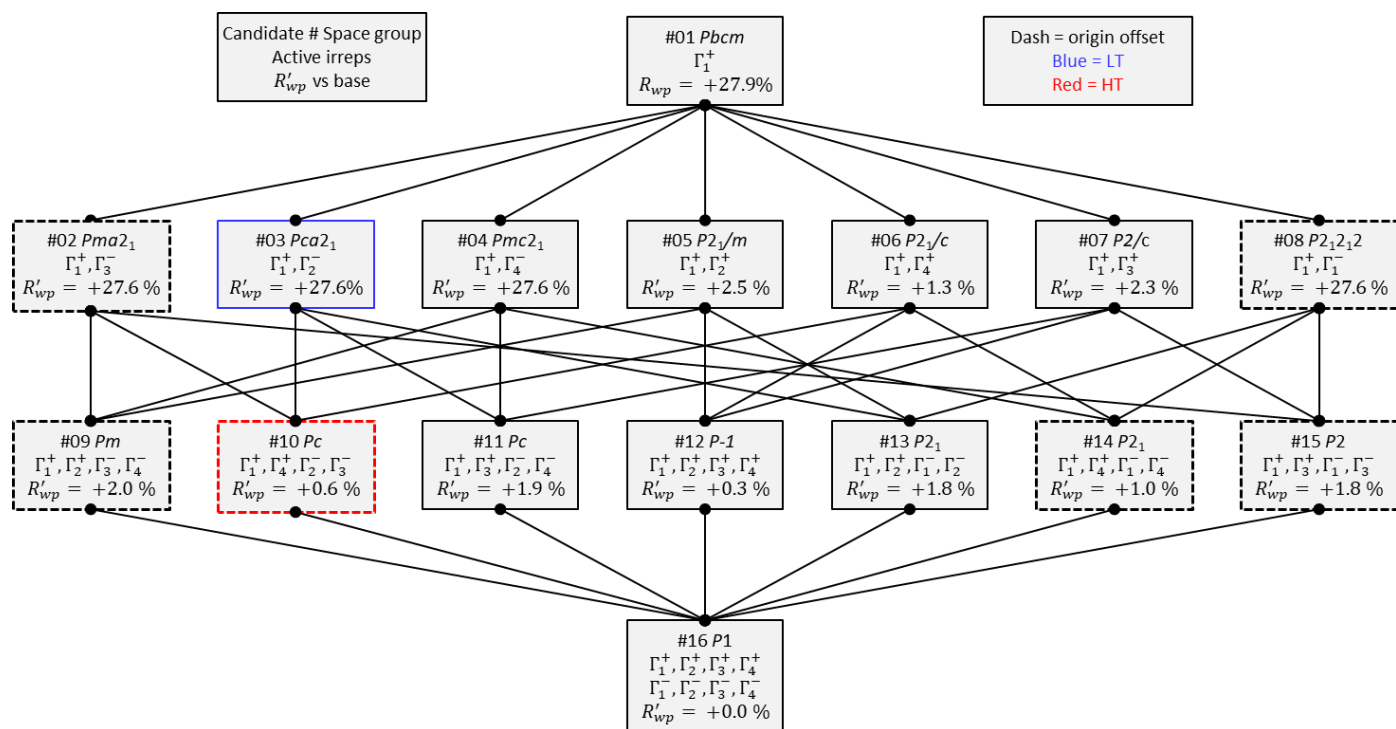 Candidate # Space group
Active irreps
R′wp vs base
#01 Pbcm
Γ₁⁺
Rwp = +27.9%
Dash = origin offset
Blue = LT
Red = HT
#02 Pma2₁
Γ₁⁺, Γ₃⁻
R′wp = +27.6 %
#03 Pca2₁
Γ₁⁺, Γ₂⁻
R′wp = +27.6%
#04 Pmc2₁
Γ₁⁺, Γ₄⁻
R′wp = +27.6 %
#05 P2₁/m
Γ₁⁺, Γ₂⁺
R′wp = +2.5 %
#06 P2₁/c
Γ₁⁺, Γ₄⁺
R′wp = +1.3 %
#07 P2/c
Γ₁⁺, Γ₃⁺
R′wp = +2.3 %
#08 P2₁2₁2
Γ₁⁺, Γ₁⁻
R′wp = +27.6 %
#09 Pm
Γ₁⁺, Γ₂⁺, Γ₃⁻, Γ₄⁻
R′wp = +2.0 %
#10 Pc
Γ₁⁺, Γ₄⁺, Γ₂⁻, Γ₃⁻
R′wp = +0.6 %
#11 Pc
Γ₁⁺, Γ₃⁺, Γ₂⁻, Γ₄⁻
R′wp = +1.9 %
#12 P-1
Γ₁⁺, Γ₂⁺, Γ₃⁺, Γ₄⁺
R′wp = +0.3 %
#13 P2₁
Γ₁⁺, Γ₂⁺, Γ₁⁻, Γ₂⁻
R′wp = +1.8 %
#14 P2₁
Γ₁⁺, Γ₄⁺, Γ₁⁻, Γ₄⁻
R′wp = +1.0 %
#15 P2
Γ₁⁺, Γ₃⁺, Γ₁⁻, Γ₃⁻
R′wp = +1.8 %
#16 P1
Γ₁⁺, Γ₂⁺, Γ₃⁺, Γ₄⁺
Γ₁⁻, Γ₂⁻, Γ₃⁻, Γ₄⁻
R′wp = +0.0 %